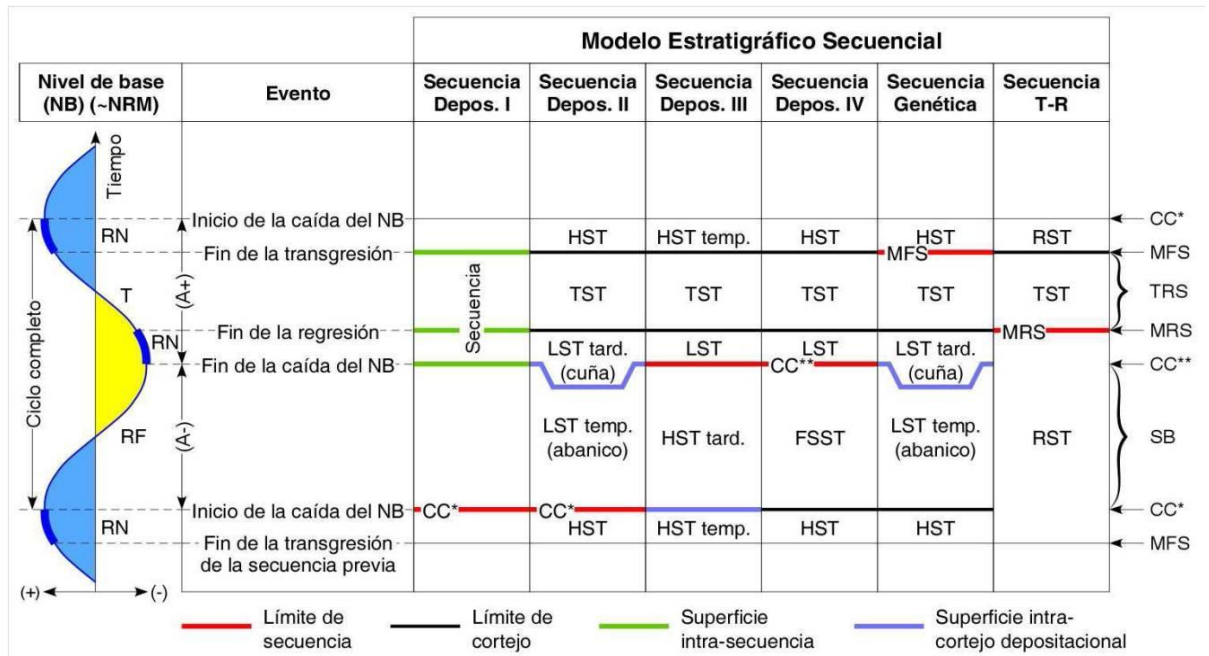 Modelo Estratigráfico Secuencial
Nivel de base
(NB) (~NRM)
Evento
Secuencia
Depos. I
Secuencia
Depos. II
Secuencia
Depos. III
Secuencia
Depos. IV
Secuencia
Genética
Secuencia
T-R
Tiempo
Inicio de la caída del NB
CC*
RN
HST
HST temp.
HST
HST
RST
Fin de la transgresión
MFS
MFS
T
(A+)
Secuencia
TST
TST
TST
TST
TST
TRS
Fin de la regresión
MRS
MRS
RN
LST tard.
(cuña)
LST
LST
LST tard.
(cuña)
Fin de la caída del NB
CC**
CC**
Ciclo completo
RF
(A-)
LST temp.
(abanico)
HST tard.
FSST
LST temp.
(abanico)
RST
SB
Inicio de la caída del NB
CC*
CC*
CC*
RN
HST
HST temp.
HST
HST
Fin de la transgresión
de la secuencia previa
MFS
(+)
(-)
Límite de
secuencia
Límite de
cortejo
Superficie
intra-secuencia
Superficie intra-
cortejo depositacional